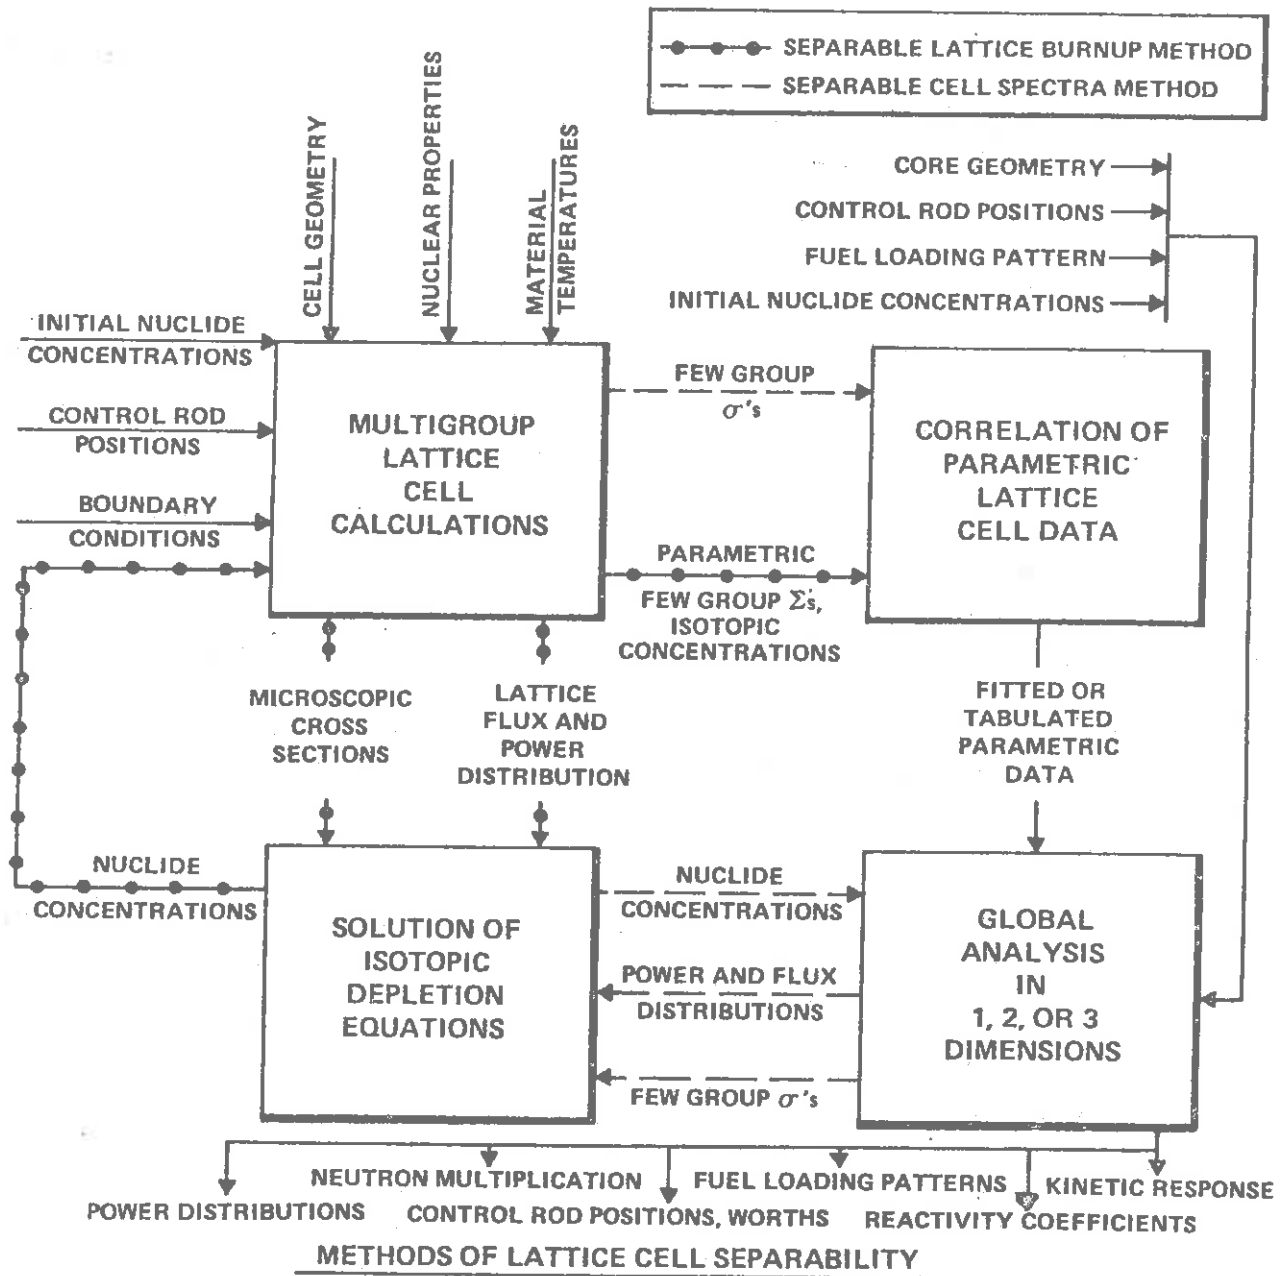 SEPARABLE LATTICE BURNUP METHOD
SEPARABLE CELL SPECTRA METHOD
CELL GEOMETRY
NUCLEAR PROPERTIES
MATERIAL
TEMPERATURES
CORE GEOMETRY
CONTROL ROD POSITIONS
FUEL LOADING PATTERN
INITIAL NUCLIDE CONCENTRATIONS
INITIAL NUCLIDE
CONCENTRATIONS
CONTROL ROD
POSITIONS
BOUNDARY
CONDITIONS
MULTIGROUP
LATTICE
CELL
CALCULATIONS
FEW GROUP
σ's
PARAMETRIC
FEW GROUP Σ's,
ISOTOPIC
CONCENTRATIONS
CORRELATION OF
PARAMETRIC
LATTICE
CELL DATA
MICROSCOPIC
CROSS
SECTIONS
LATTICE
FLUX AND
POWER
DISTRIBUTION
FITTED OR
TABULATED
PARAMETRIC
DATA
NUCLIDE
CONCENTRATIONS
SOLUTION OF
ISOTOPIC
DEPLETION
EQUATIONS
NUCLIDE
CONCENTRATIONS
POWER AND FLUX
DISTRIBUTIONS
FEW GROUP σ's
GLOBAL
ANALYSIS
IN
1, 2, OR 3
DIMENSIONS
NEUTRON MULTIPLICATION
FUEL LOADING PATTERNS
KINETIC RESPONSE
POWER DISTRIBUTIONS
CONTROL ROD POSITIONS, WORTHS
REACTIVITY COEFFICIENTS
METHODS OF LATTICE CELL SEPARABILITY